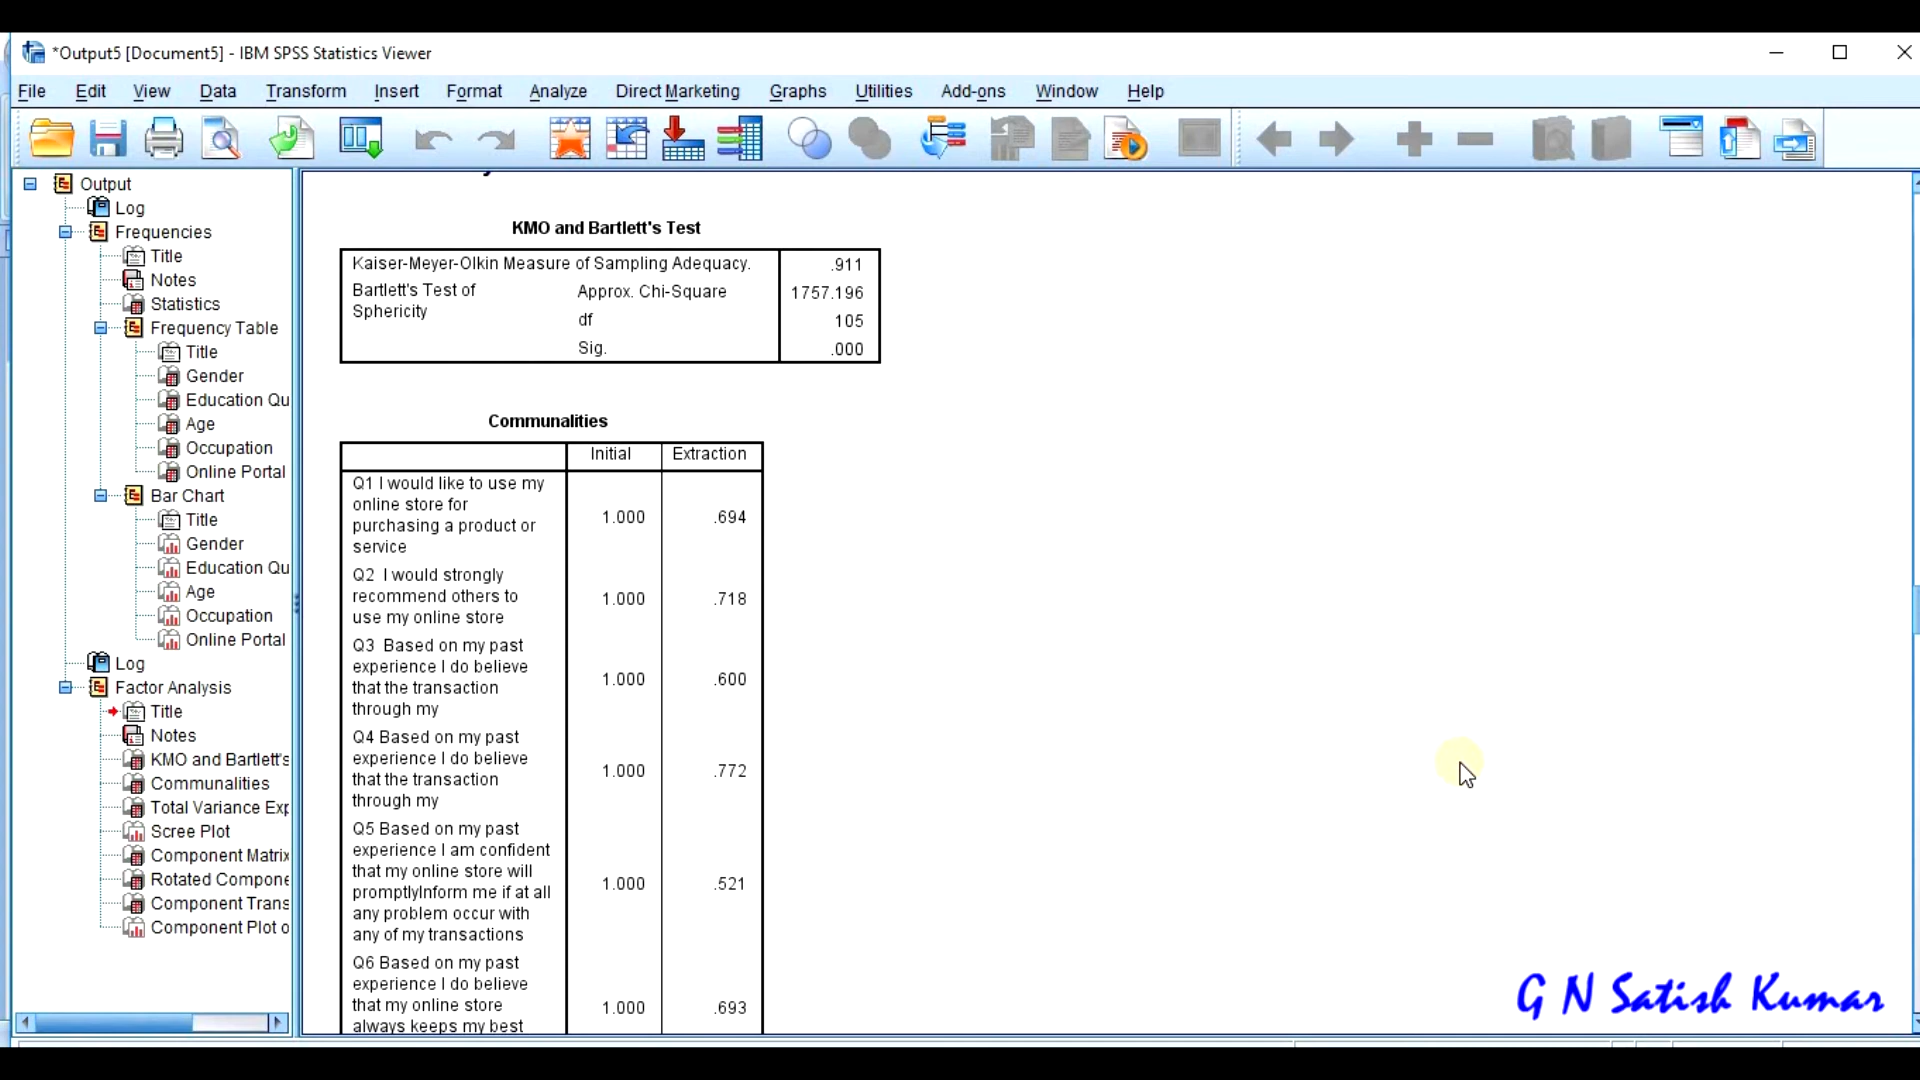 *Output5 [Document5] - IBM SPSS Statistics Viewer
File Edit View Data Transform Insert Format Analyze Direct Marketing Graphs Utilities Add-ons Window Help
Output
Log
Frequencies
Title
Notes
Statistics
Frequency Table
Title
Gender
Education Qu
Age
Occupation
Online Portal
Bar Chart
Title
Gender
Education Qu
Age
Occupation
Online Portal
Log
Factor Analysis
Title
Notes
KMO and Bartlett's
Communalities
Total Variance Exp
Scree Plot
Component Matrix
Rotated Compone
Component Trans
Component Plot o
KMO and Bartlett's Test
Kaiser-Meyer-Olkin Measure of Sampling Adequacy. .911
Bartlett's Test of Approx. Chi-Square 1757.196
Sphericity
df 105
Sig. .000
Communalities
Initial Extraction
Q1 I would like to use my
online store for
purchasing a product or 1.000 .694
service
Q2 I would strongly
recommend others to 1.000 .718
use my online store
Q3 Based on my past
experience I do believe
that the transaction 1.000 .600
through my
Q4 Based on my past
experience I do believe
that the transaction 1.000 .772
through my
Q5 Based on my past
experience I am confident
that my online store will
promptlyInform me if at all 1.000 .521
any problem occur with
any of my transactions
Q6 Based on my past
experience I do believe
that my online store 1.000 .693
always keeps my best
G N Satish Kumar